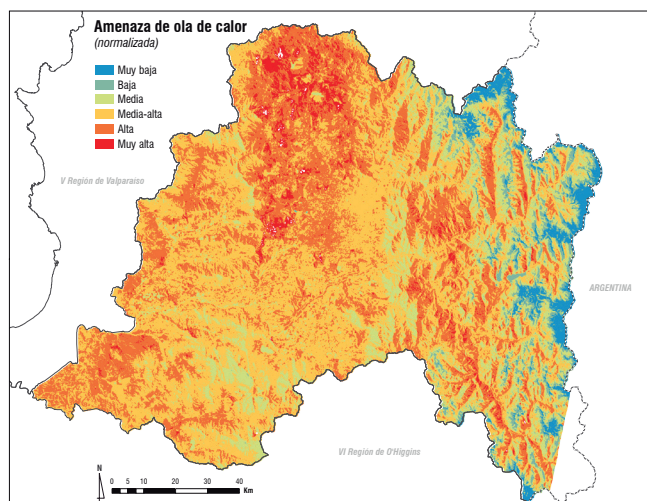 Amenaza de ola de calor
(normalizada)
Muy baja
Baja
Media
Media-alta
Alta
Muy alta
V Región de Valparaíso
ARGENTINA
VI Región de O'Higgins
N
0 5 10 20 30 40
Km